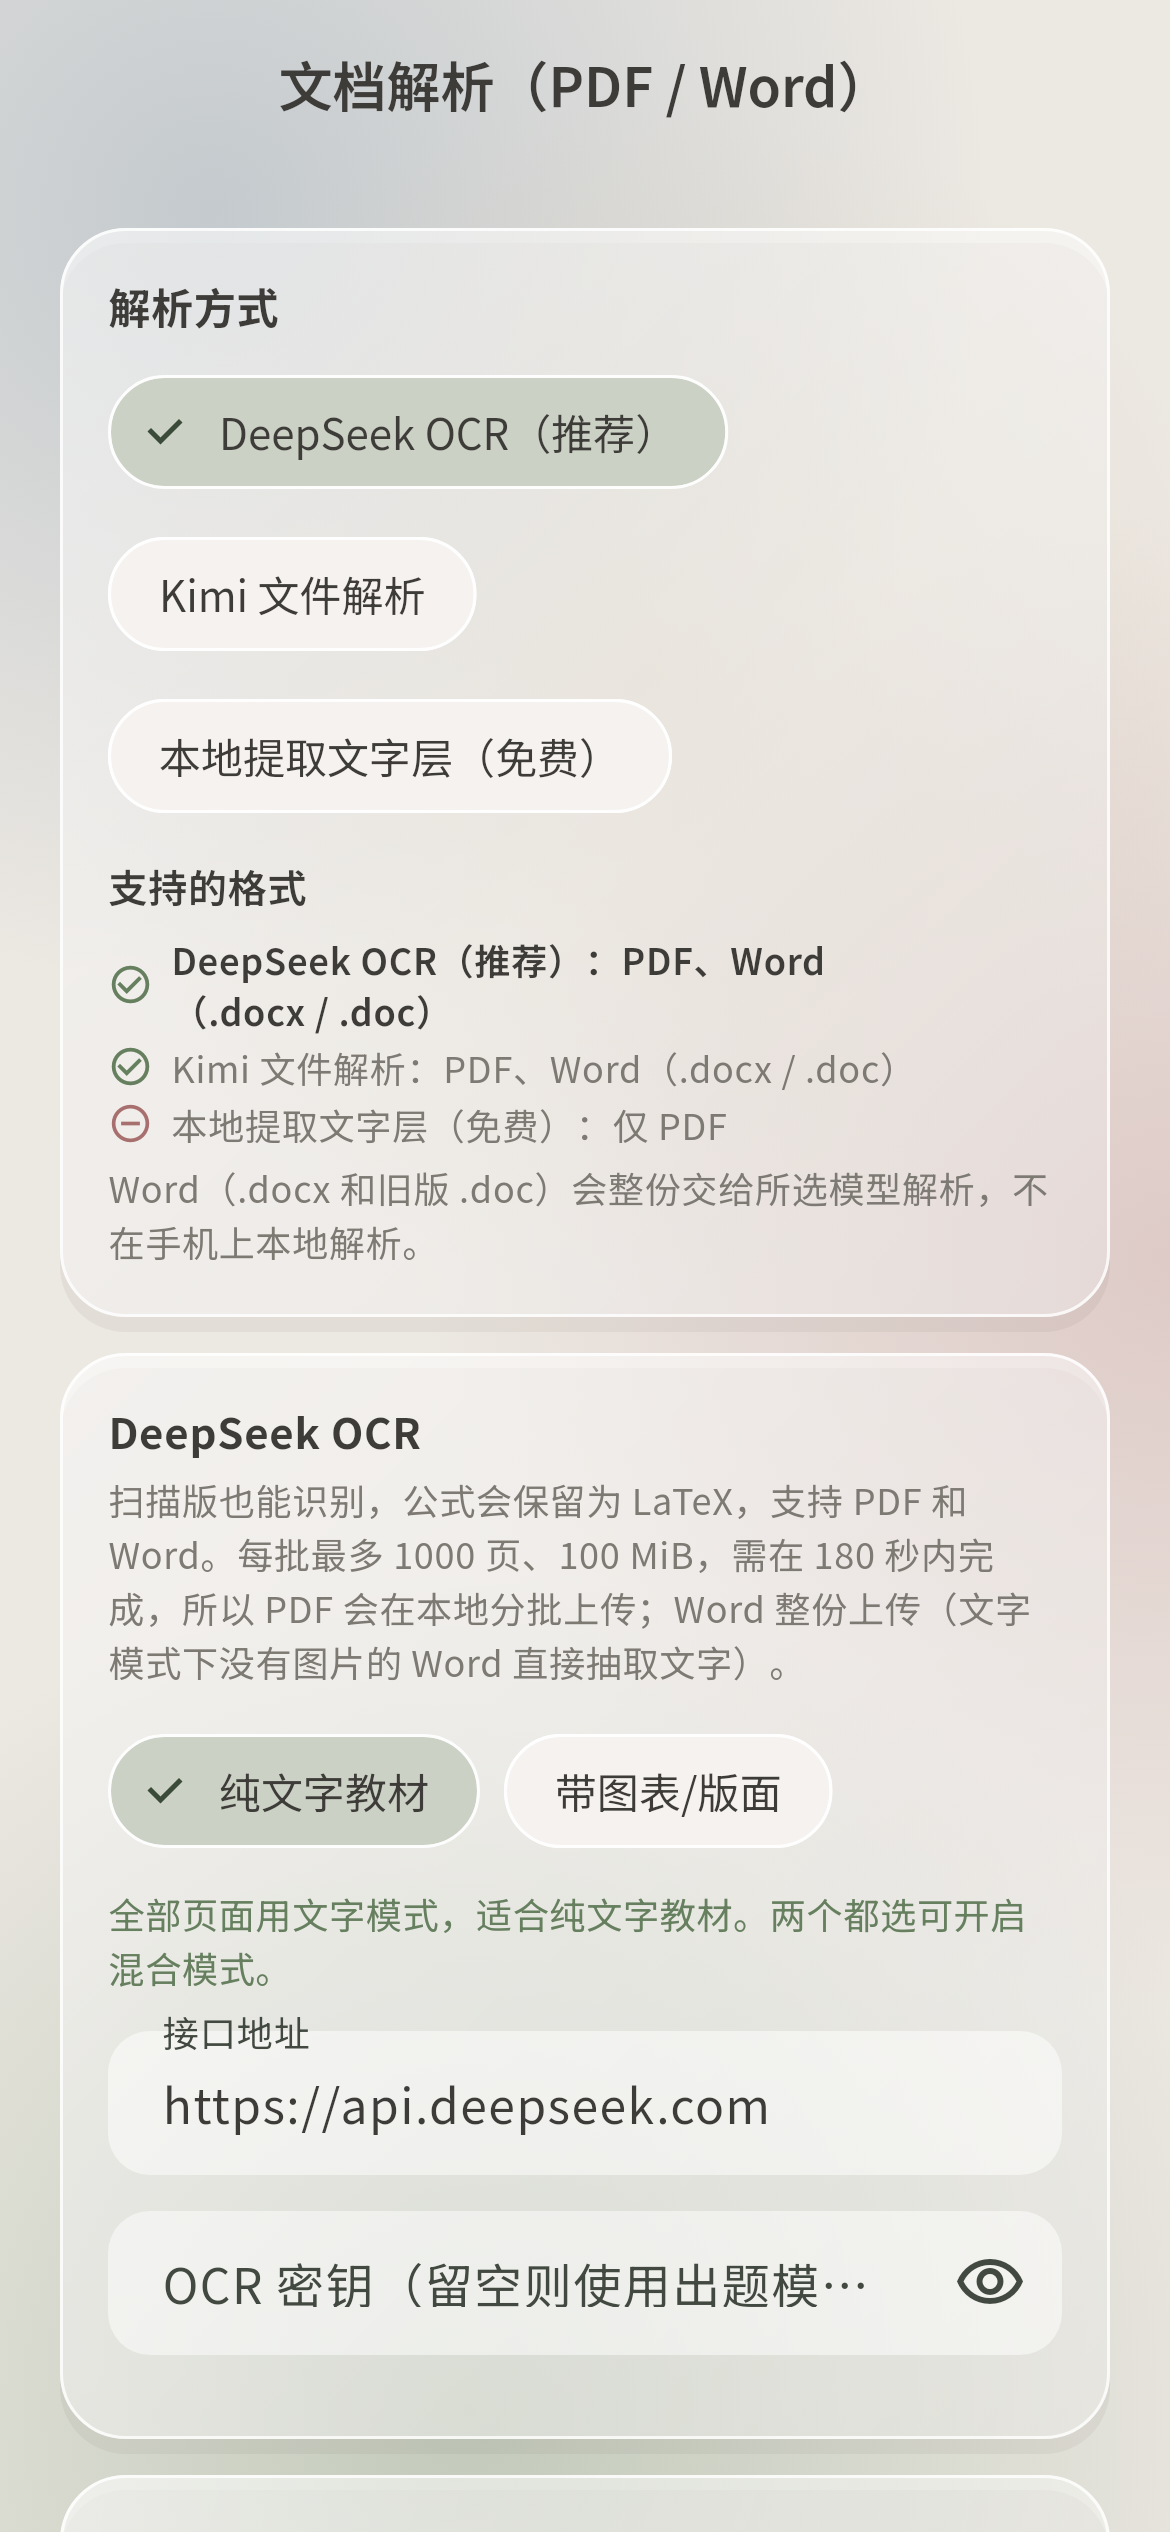 文档解析（PDF / Word）
解析方式
DeepSeek OCR（推荐）
Kimi 文件解析
本地提取文字层（免费）
支持的格式
DeepSeek OCR（推荐）：PDF、Word
（.docx / .doc）
Kimi 文件解析：PDF、Word（.docx / .doc）
本地提取文字层（免费）：仅 PDF
Word（.docx 和旧版 .doc）会整份交给所选模型解析，不
在手机上本地解析。
DeepSeek OCR
扫描版也能识别，公式会保留为 LaTeX，支持 PDF 和
Word。每批最多 1000 页、100 MiB，需在 180 秒内完
成，所以 PDF 会在本地分批上传；Word 整份上传（文字
模式下没有图片的 Word 直接抽取文字）。
纯文字教材
带图表/版面
全部页面用文字模式，适合纯文字教材。两个都选可开启
混合模式。
接口地址
https://api.deepseek.com
OCR 密钥（留空则使用出题模…